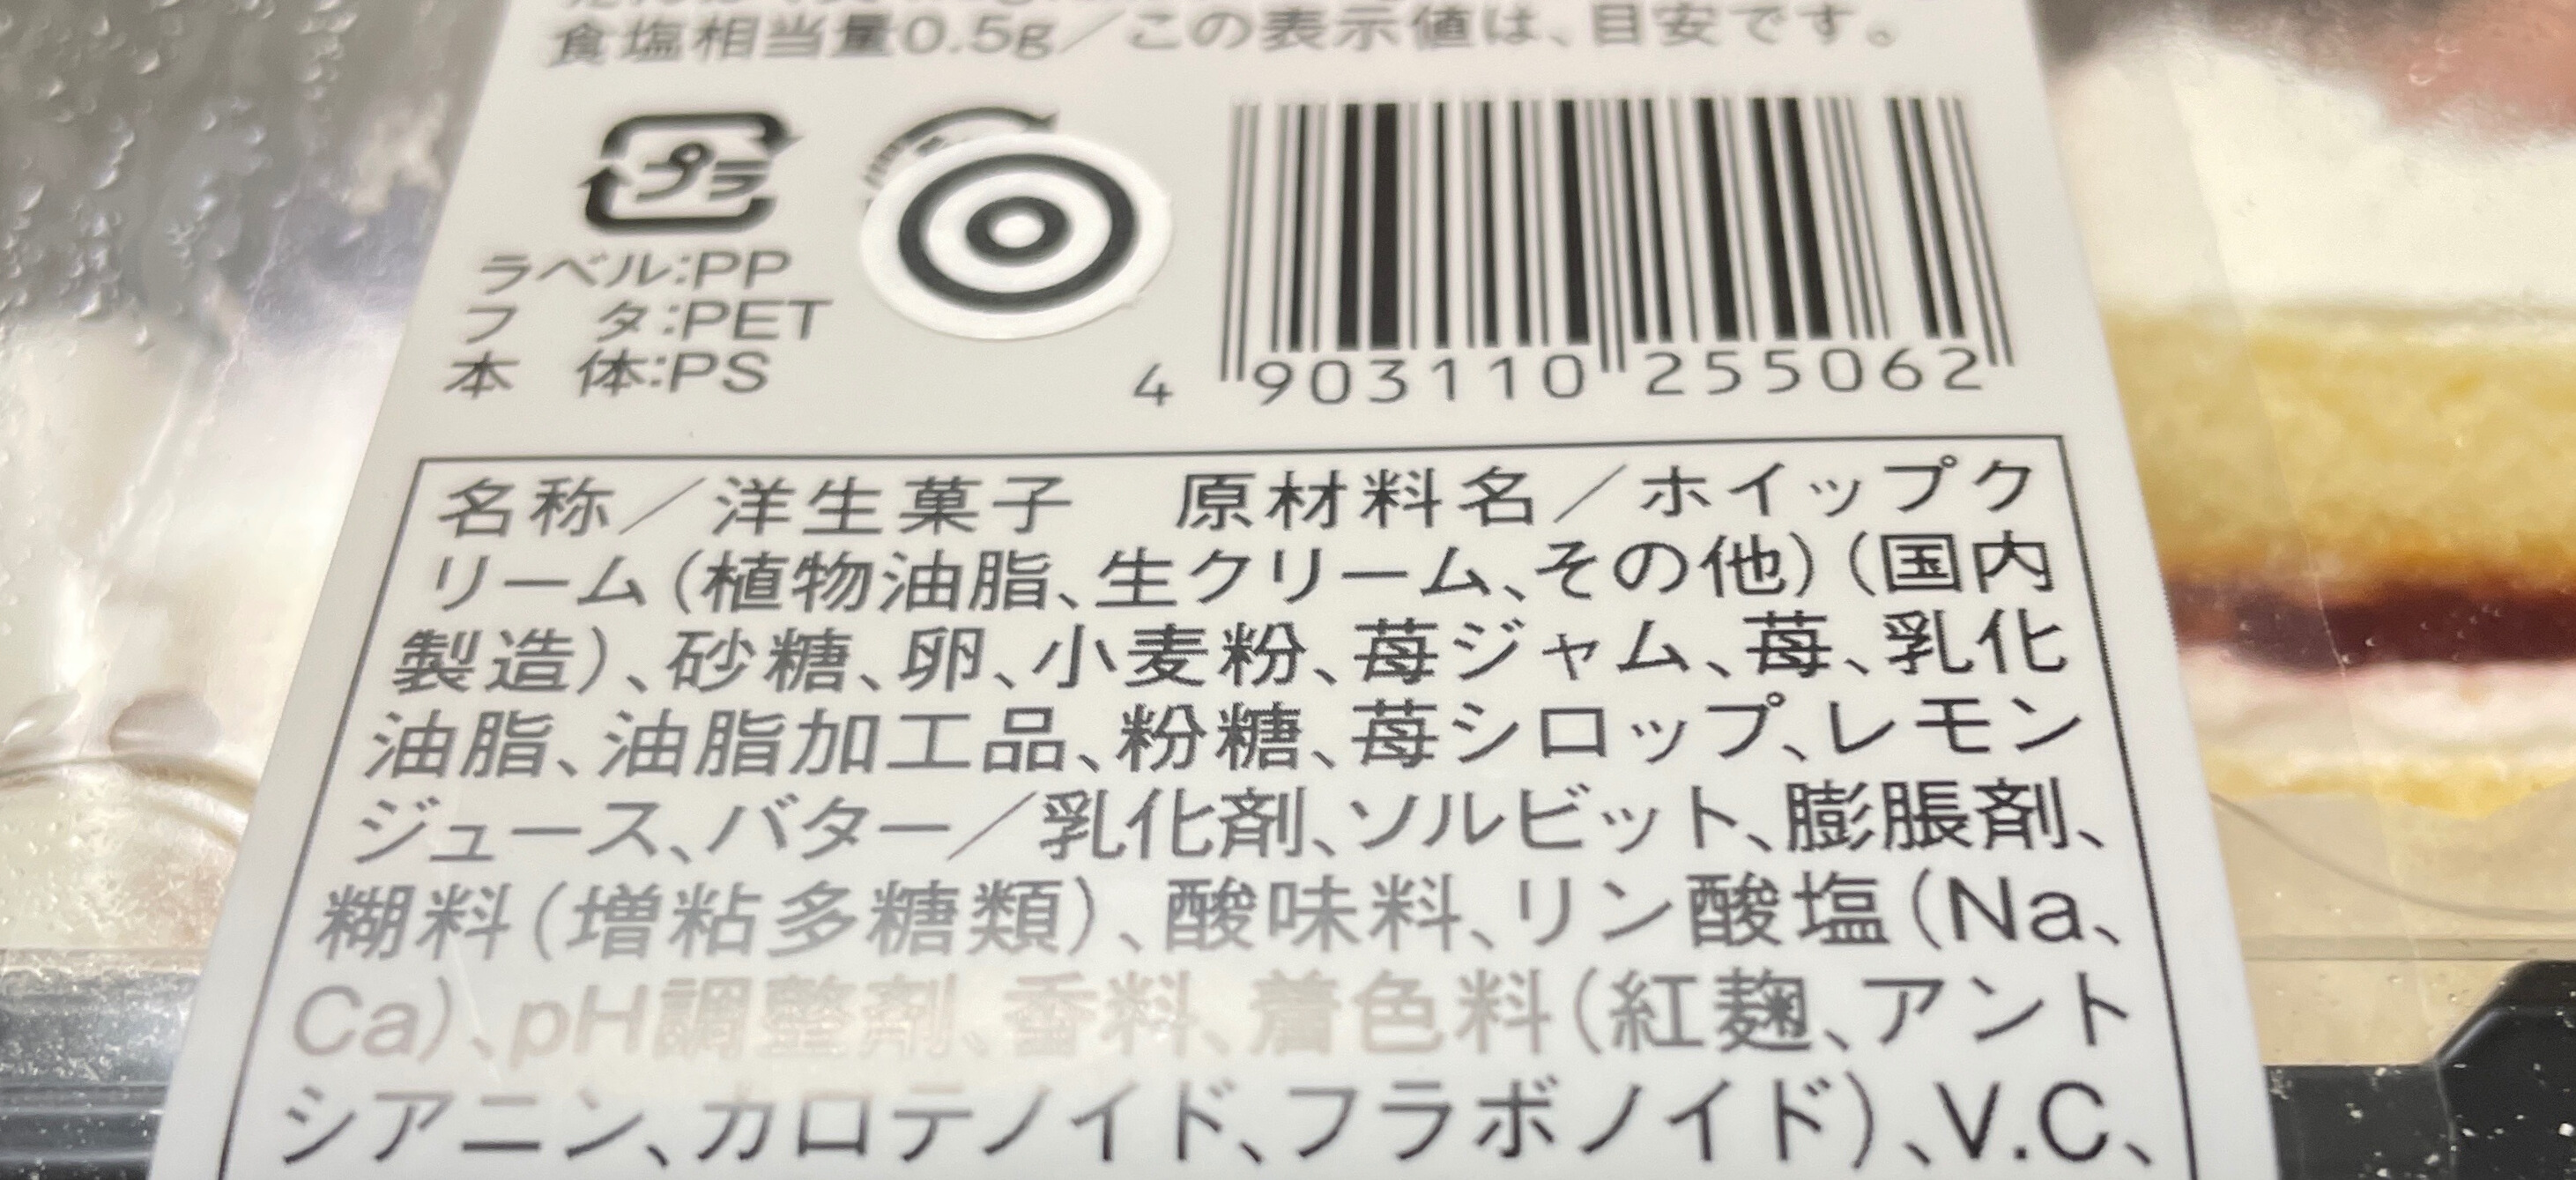 食塩相当量0.5g／この表示値は、目安です。
プラ
ラベル:PP
フタ:PET
本体:PS
4 903110 255062
名称／洋生菓子 原材料名／ホイップク
リーム(植物油脂、生クリーム、その他)(国内
製造)、砂糖、卵、小麦粉、苺ジャム、苺、乳化
油脂、油脂加工品、粉糖、苺シロップ、レモン
ジュース、バター／乳化剤、ソルビット、膨脹剤、
糊料(増粘多糖類)、酸味料、リン酸塩(Na、
Ca)、pH調整剤、香料、着色料(紅麹、アント
シアニン、カロテノイド、フラボノイド)、V.C、